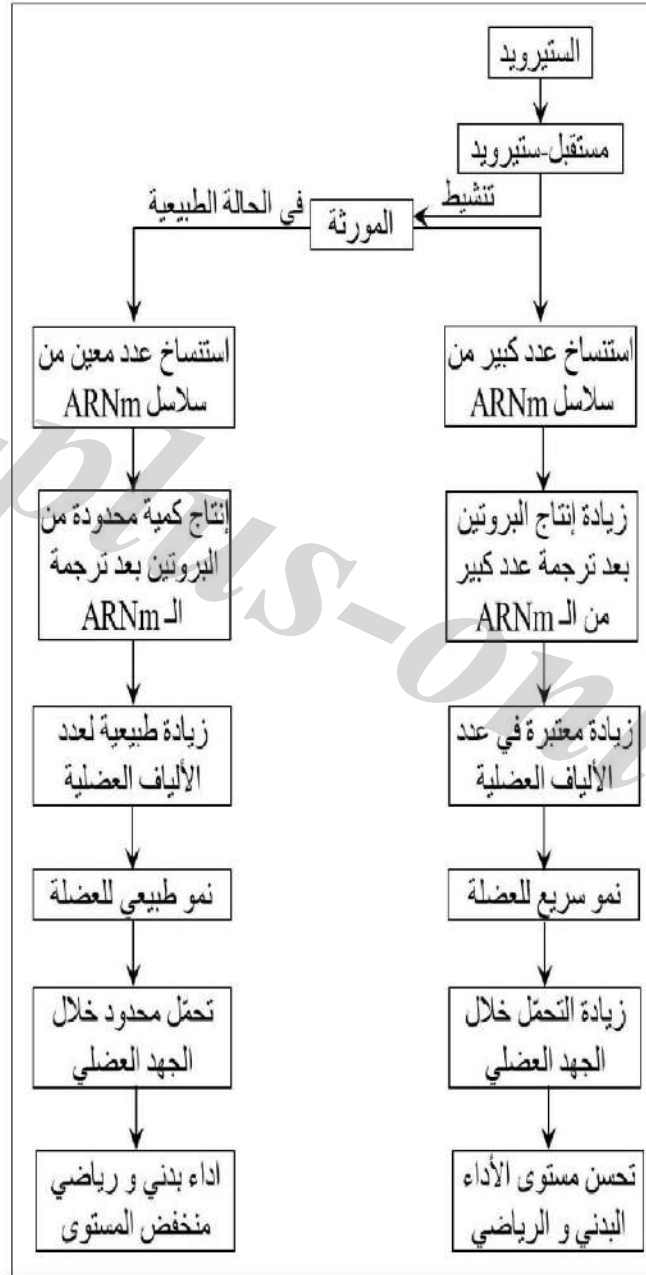 الستيرويد
مستقبل-ستيرويد
تنشيط
المورثة
في الحالة الطبيعية
استنساخ عدد كبير من
سلاسل ARNm
زيادة إنتاج البروتين
بعد ترجمة عدد كبير
من الـ ARNm
زيادة معتبرة في عدد
الألياف العضلية
نمو سريع للعضلة
زيادة التحمّل خلال
الجهد العضلي
تحسن مستوى الأداء
البدني و الرياضي
استنساخ عدد معين من
سلاسل ARNm
إنتاج كمية محدودة من
البروتين بعد ترجمة
الـ ARNm
زيادة طبيعية لعدد
الألياف العضلية
نمو طبيعي للعضلة
تحمّل محدود خلال
الجهد العضلي
اداء بدني و رياضي
منخفض المستوى
plus-on